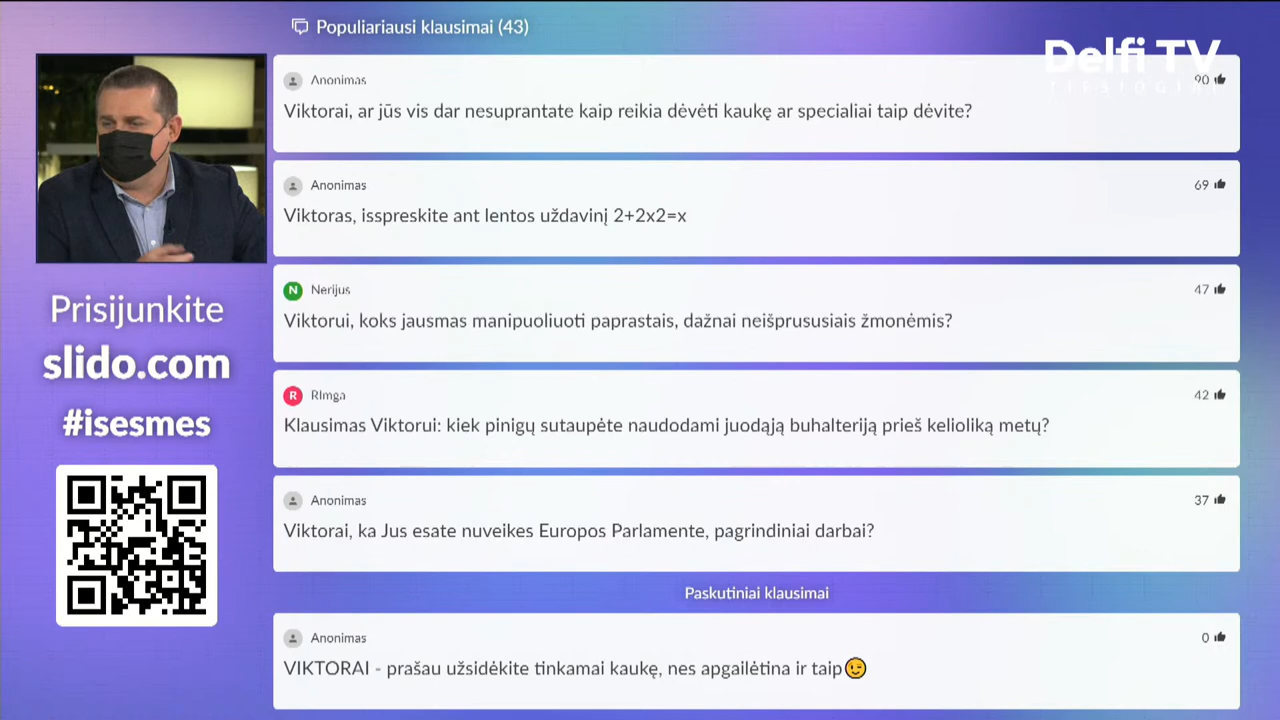 Populiariausi klausimai (43)
Delfi TV
TIESIOGIAI
Anonimas
90
Viktorai, ar jūs vis dar nesuprantate kaip reikia dėvėti kaukę ar specialiai taip dėvite?
Anonimas
69
Viktoras, isspreskite ant lentos uždavinį 2+2x2=x
N
Nerijus
47
Viktorui, koks jausmas manipuoliuoti paprastais, dažnai neišprususiais žmonėmis?
R
RImga
42
Klausimas Viktorui: kiek pinigų sutaupėte naudodami juodąją buhalteriją prieš kelioliką metų?
Anonimas
37
Viktorai, ka Jus esate nuveikes Europos Parlamente, pagrindiniai darbai?
Paskutiniai klausimai
Anonimas
0
VIKTORAI - prašau užsidėkite tinkamai kaukę, nes apgailėtina ir taip😉
Prisijunkite
slido.com
#isesmes